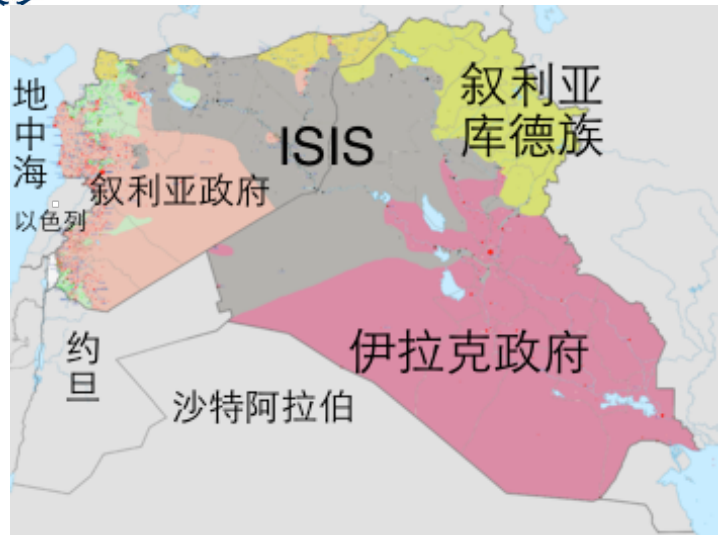 地
中
海
叙利亚
库德族
ISIS
叙利亚政府
以色列
约
旦
伊拉克政府
沙特阿拉伯